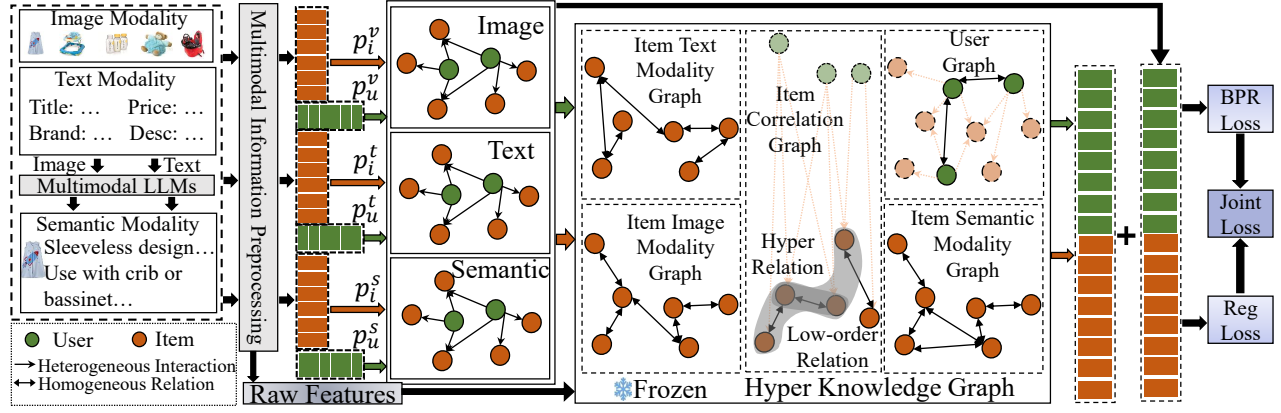 Image Modality
Text Modality
Title: … Price: …
Brand: … Desc: …
Image Text
Multimodal LLMs
Semantic Modality
Sleeveless design…
Use with crib or
bassinet…
User Item
Heterogeneous Interaction
Homogeneous Relation
Multimodal Information Preprocessing
Raw Features
p_i^v
p_u^v
p_i^t
p_u^t
p_i^s
p_u^s
Image
Text
Semantic
Item Text
Modality
Graph
Item Image
Modality
Graph
Item
Correlation
Graph
Hyper
Relation
Low-order
Relation
User
Graph
Item Semantic
Modality
Graph
Frozen Hyper Knowledge Graph
+
BPR
Loss
Joint
Loss
Reg
Loss